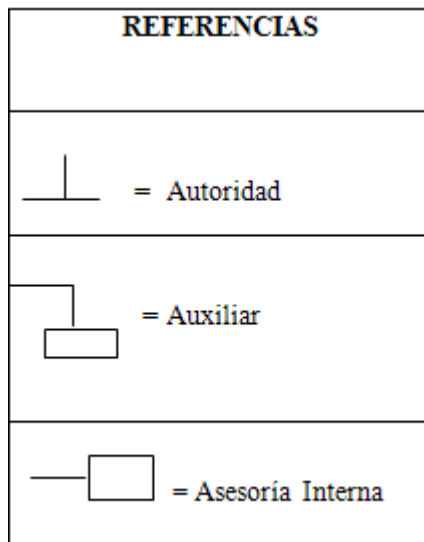 REFERENCIAS
= Autoridad
= Auxiliar
= Asesoría Interna